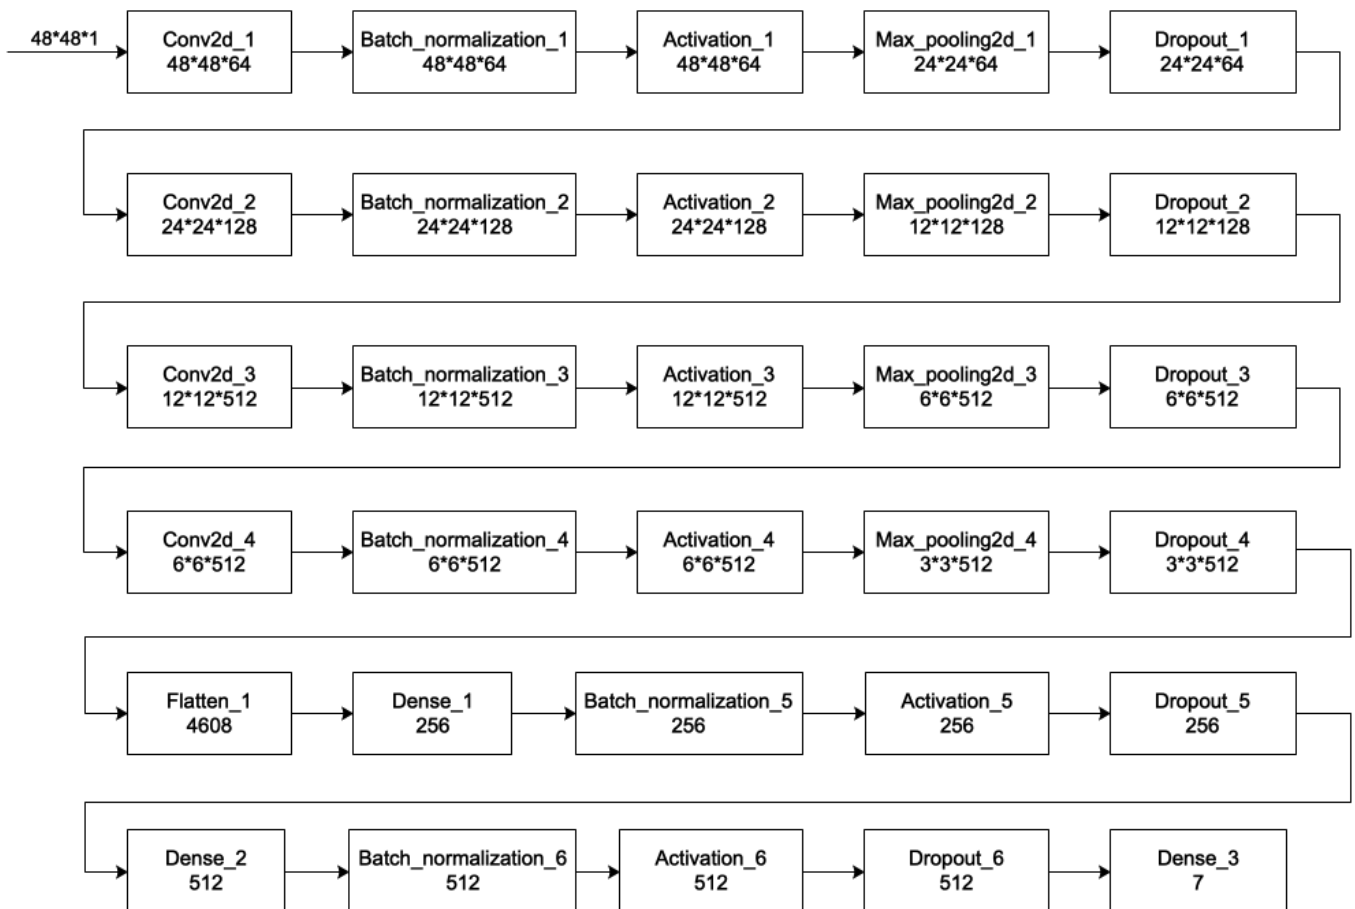 48*48*1
Conv2d_1
48*48*64
Batch_normalization_1
48*48*64
Activation_1
48*48*64
Max_pooling2d_1
24*24*64
Dropout_1
24*24*64
Conv2d_2
24*24*128
Batch_normalization_2
24*24*128
Activation_2
24*24*128
Max_pooling2d_2
12*12*128
Dropout_2
12*12*128
Conv2d_3
12*12*512
Batch_normalization_3
12*12*512
Activation_3
12*12*512
Max_pooling2d_3
6*6*512
Dropout_3
6*6*512
Conv2d_4
6*6*512
Batch_normalization_4
6*6*512
Activation_4
6*6*512
Max_pooling2d_4
3*3*512
Dropout_4
3*3*512
Flatten_1
4608
Dense_1
256
Batch_normalization_5
256
Activation_5
256
Dropout_5
256
Dense_2
512
Batch_normalization_6
512
Activation_6
512
Dropout_6
512
Dense_3
7